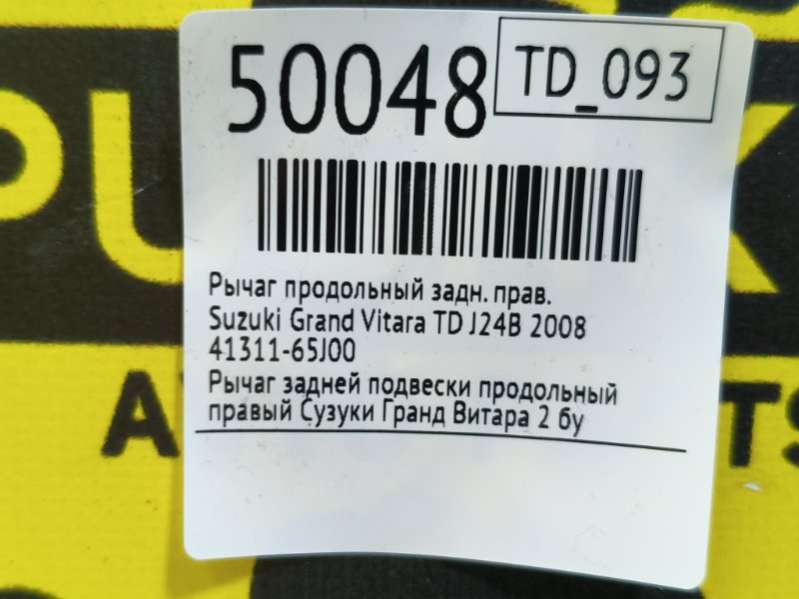 50048
TD_093
Рычаг продольный задн. прав.
Suzuki Grand Vitara TD J24B 2008
41311-65J00
Рычаг задней подвески продольный
правый Сузуки Гранд Витара 2 бу